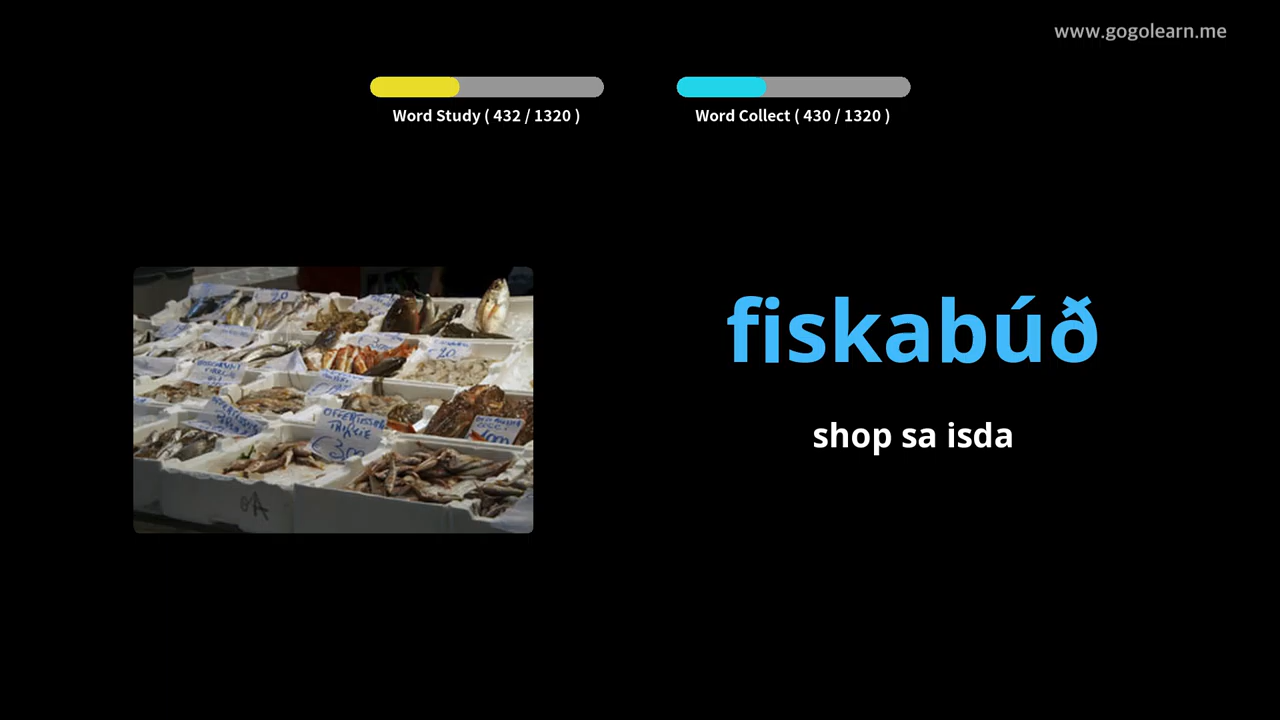 www.gogolearn.me
Word Study ( 432 / 1320 )
Word Collect ( 430 / 1320 )
fiskabúð
shop sa isda